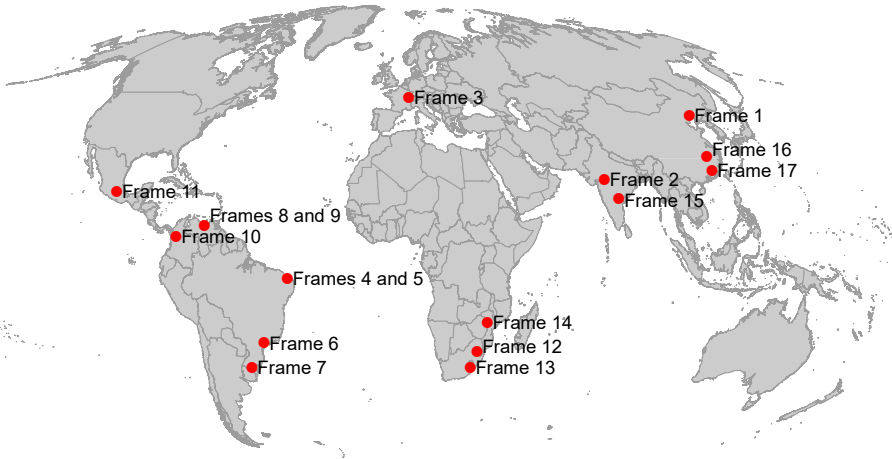 Frame 3
Frame 1
Frame 16
Frame 17
Frame 2
Frame 11
Frame 15
Frames 8 and 9
Frame 10
Frames 4 and 5
Frame 14
Frame 6
Frame 12
Frame 7
Frame 13